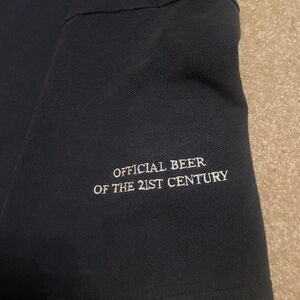 OFFICIAL BEER
OF THE 21ST CENTURY